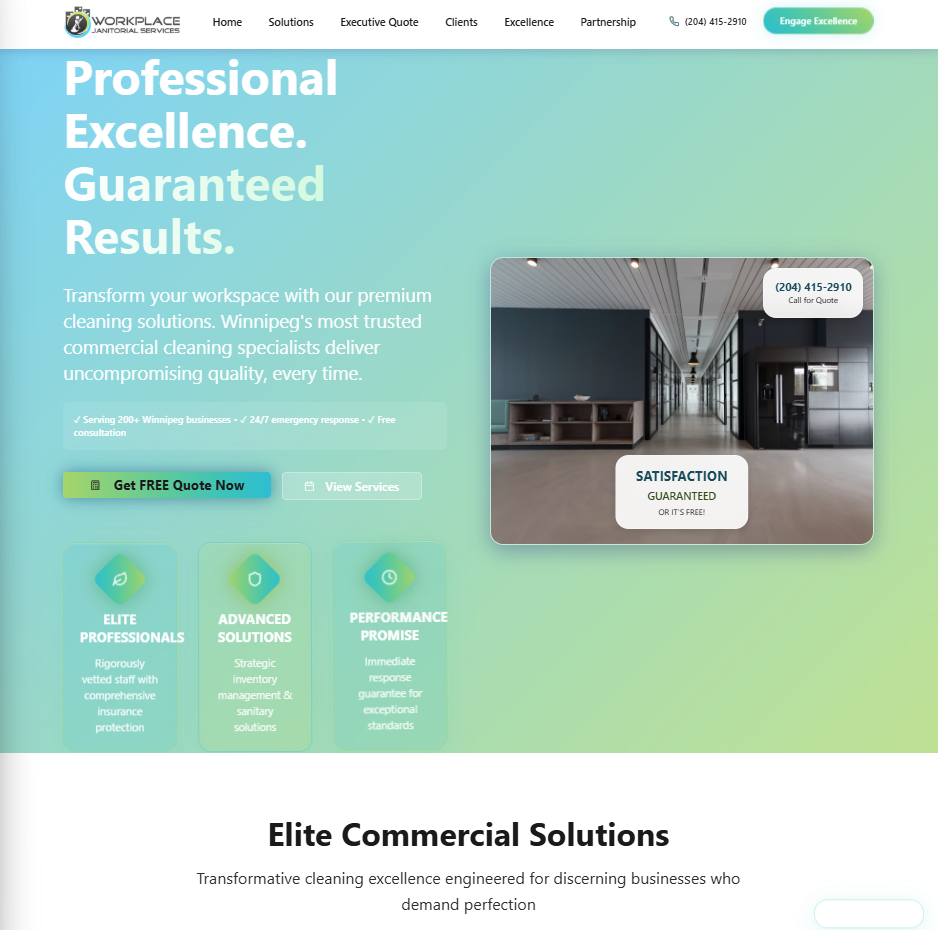 WORKPLACE
JANITORIAL SERVICES
Home
Solutions
Executive Quote
Clients
Excellence
Partnership
(204) 415-2910
Engage Excellence
Professional
Excellence.
Guaranteed
Results.
Transform your workspace with our premium
cleaning solutions. Winnipeg's most trusted
commercial cleaning specialists deliver
uncompromising quality, every time.
✓ Serving 200+ Winnipeg businesses • ✓ 24/7 emergency response • ✓ Free
consultation
Get FREE Quote Now
View Services
(204) 415-2910
Call for Quote
SATISFACTION
GUARANTEED
OR IT'S FREE!
ELITE
PROFESSIONALS
Rigorously
vetted staff with
comprehensive
insurance
protection
ADVANCED
SOLUTIONS
Strategic
inventory
management &
sanitary
solutions
PERFORMANCE
PROMISE
Immediate
response
guarantee for
exceptional
standards
Elite Commercial Solutions
Transformative cleaning excellence engineered for discerning businesses who
demand perfection